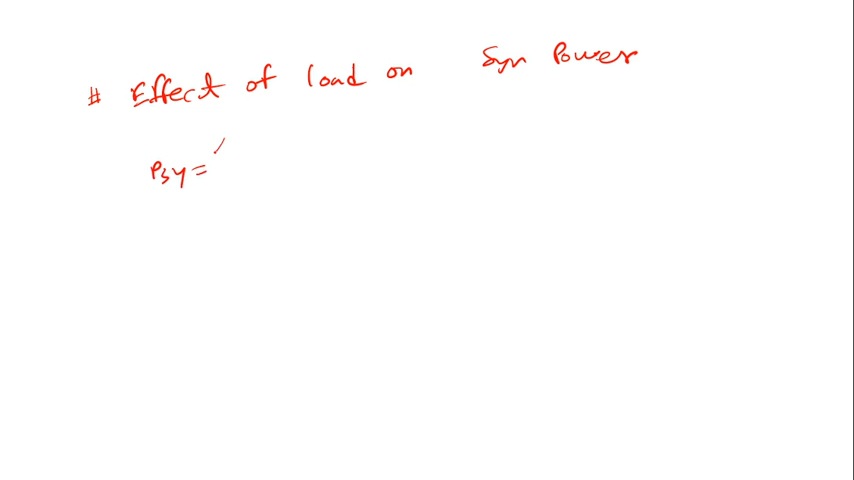 # Effect of load on Syn Power
Psy =